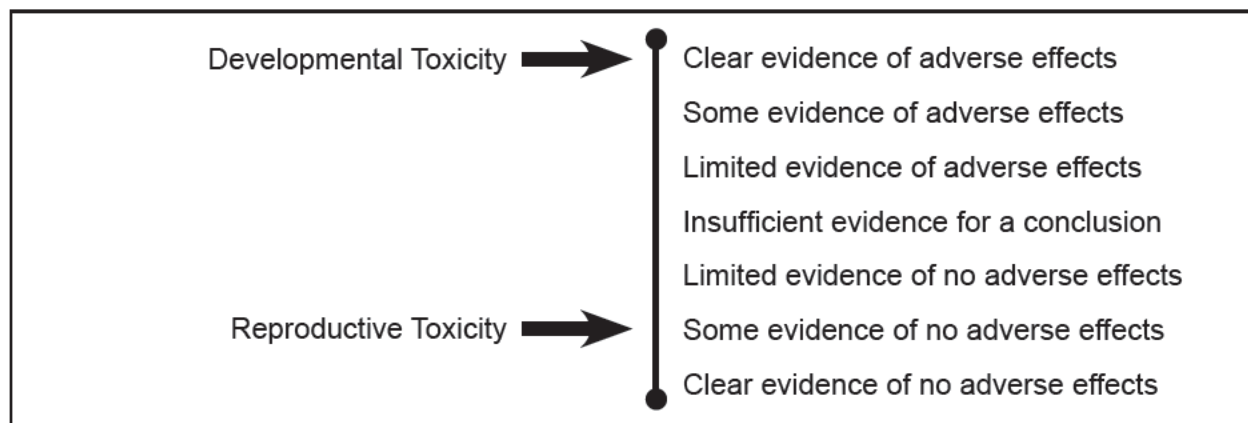 Developmental Toxicity Clear evidence of adverse effects
Some evidence of adverse effects
Limited evidence of adverse effects
Insufficient evidence for a conclusion
Limited evidence of no adverse effects
Reproductive Toxicity Some evidence of no adverse effects
Clear evidence of no adverse effects